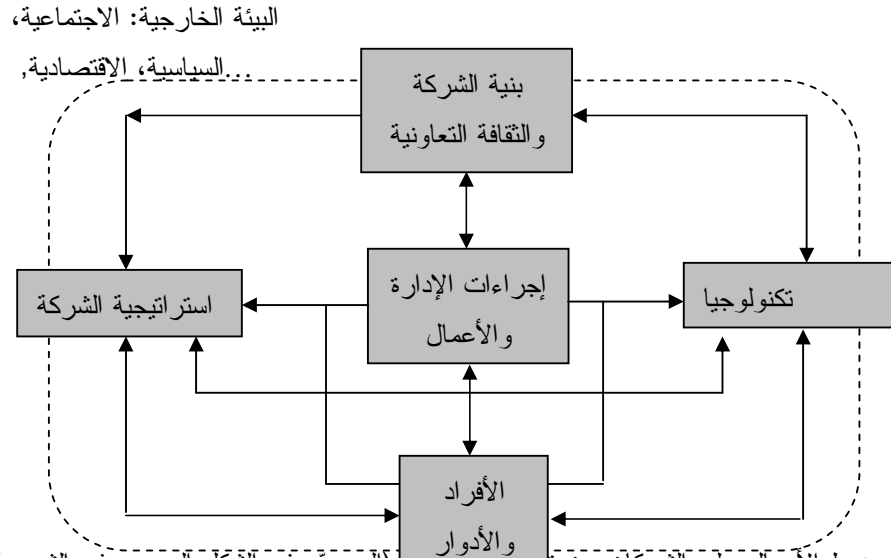 البيئة الخارجية: الاجتماعية،
السياسية، الاقتصادية,...
بنية الشركة
والثقافة التعاونية
إجراءات الإدارة
والأعمال
استراتيجية الشركة
تكنولوجيا
الأفراد
والأدوار